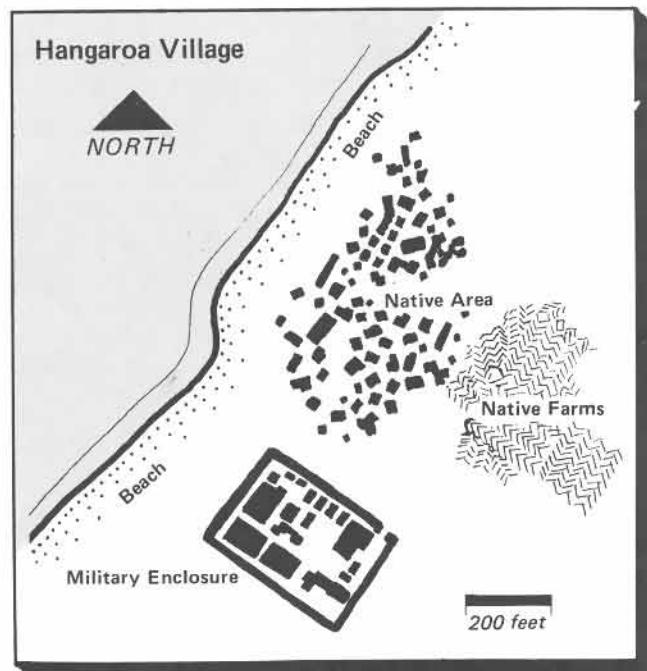 Hangaroa Village
NORTH
Beach
Native Area
Native Farms
Beach
Military Enclosure
200 feet